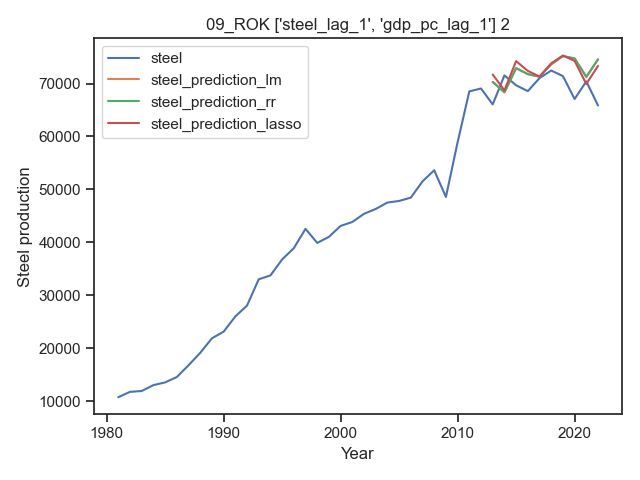 09_ROK ['steel_lag_1', 'gdp_pc_lag_1'] 2
steel
steel_prediction_lm
steel_prediction_rr
steel_prediction_lasso
Steel production
70000
60000
50000
40000
30000
20000
10000
1980 1990 2000 2010 2020
Year